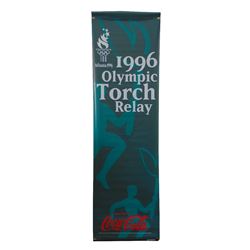 Atlanta 1996
1996
Olympic
Torch
Relay
Coca-Cola